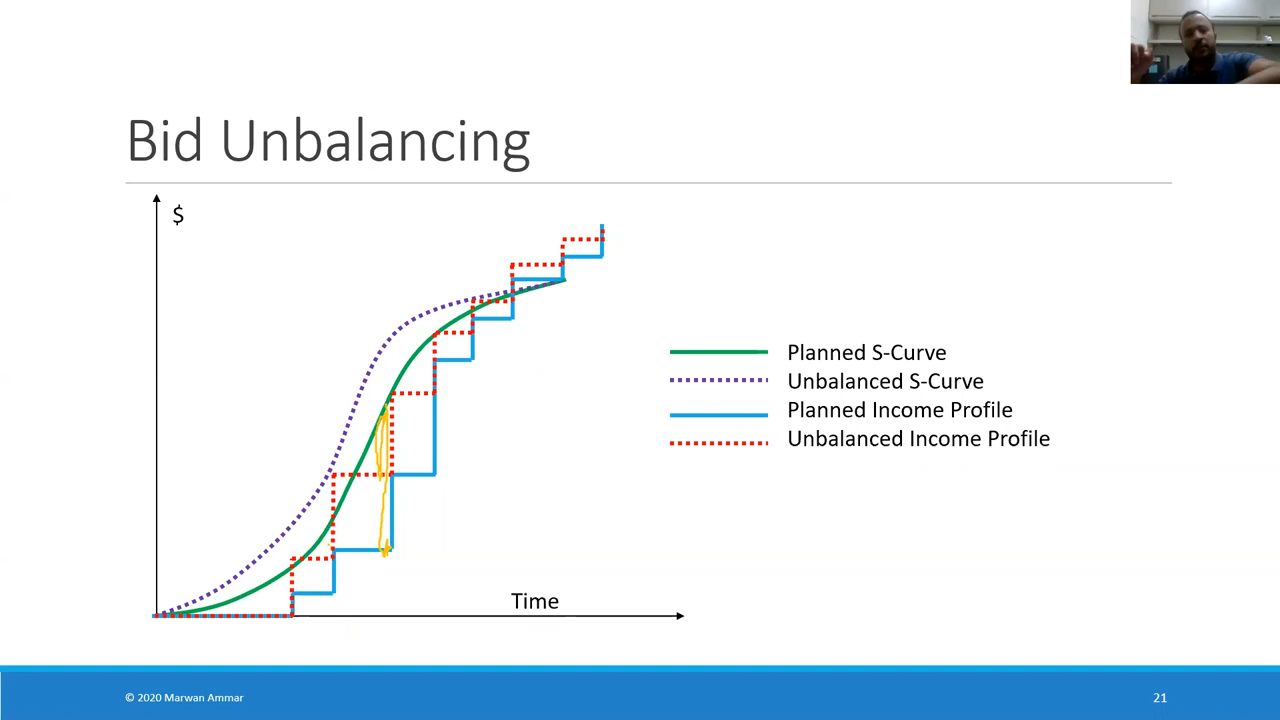 Bid Unbalancing
$
Planned S-Curve
Unbalanced S-Curve
Planned Income Profile
Unbalanced Income Profile
Time
© 2020 Marwan Ammar
21